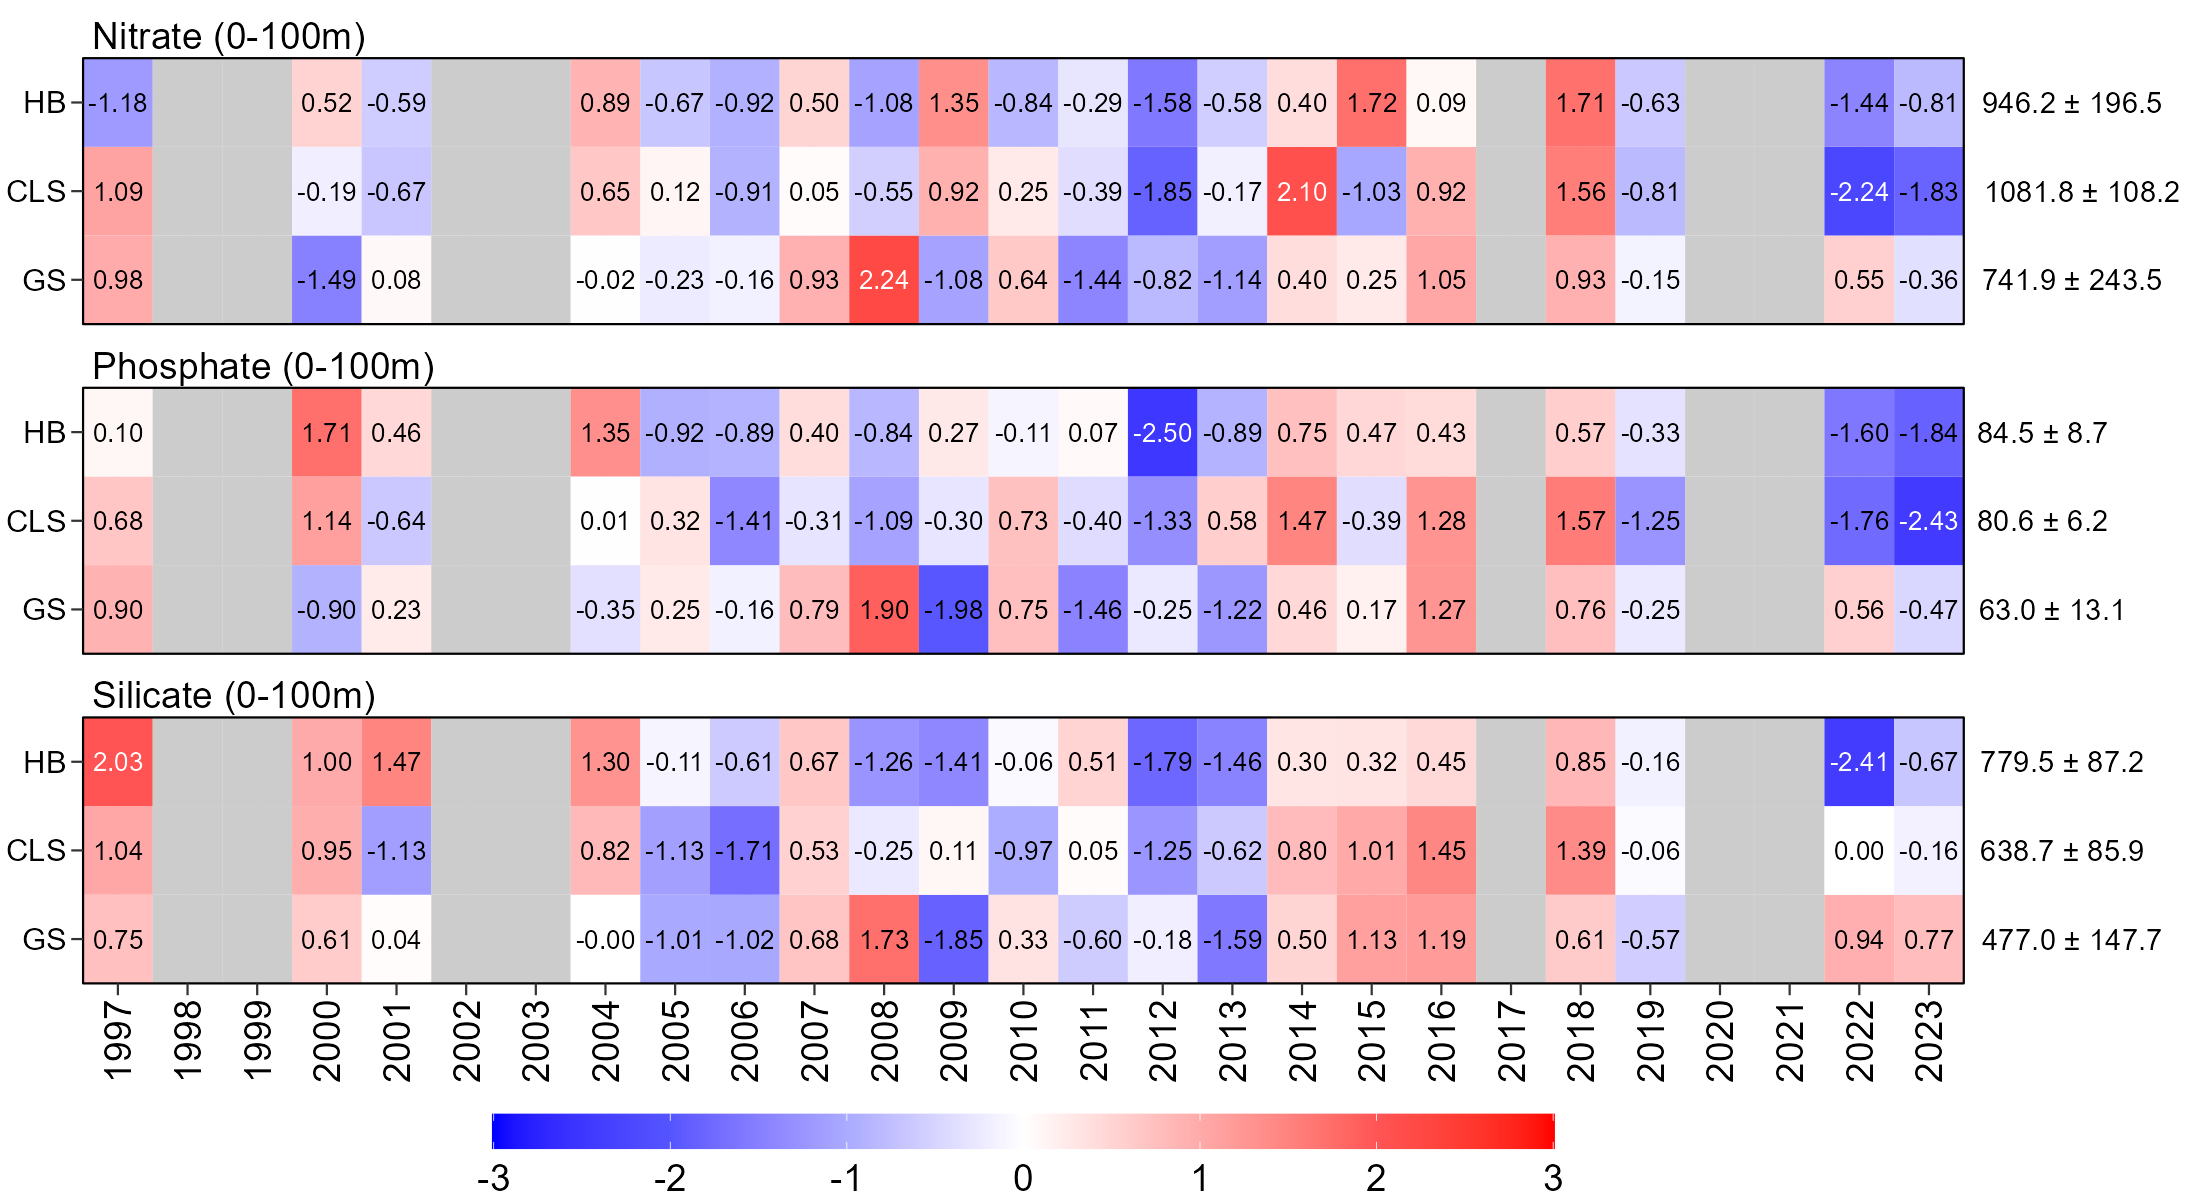 Nitrate (0-100m)
HB -1.18 0.52 -0.59 0.89 -0.67 -0.92 0.50 -1.08 1.35 -0.84 -0.29 -1.58 -0.58 0.40 1.72 0.09 1.71 -0.63 -1.44 -0.81 946.2 ± 196.5
CLS 1.09 -0.19 -0.67 0.65 0.12 -0.91 0.05 -0.55 0.92 0.25 -0.39 -1.85 -0.17 2.10 -1.03 0.92 1.56 -0.81 -2.24 -1.83 1081.8 ± 108.2
GS 0.98 -1.49 0.08 -0.02 -0.23 -0.16 0.93 2.24 -1.08 0.64 -1.44 -0.82 -1.14 0.40 0.25 1.05 0.93 -0.15 0.55 -0.36 741.9 ± 243.5
Phosphate (0-100m)
HB 0.10 1.71 0.46 1.35 -0.92 -0.89 0.40 -0.84 0.27 -0.11 0.07 -2.50 -0.89 0.75 0.47 0.43 0.57 -0.33 -1.60 -1.84 84.5 ± 8.7
CLS 0.68 1.14 -0.64 0.01 0.32 -1.41 -0.31 -1.09 -0.30 0.73 -0.40 -1.33 0.58 1.47 -0.39 1.28 1.57 -1.25 -1.76 -2.43 80.6 ± 6.2
GS 0.90 -0.90 0.23 -0.35 0.25 -0.16 0.79 1.90 -1.98 0.75 -1.46 -0.25 -1.22 0.46 0.17 1.27 0.76 -0.25 0.56 -0.47 63.0 ± 13.1
Silicate (0-100m)
HB 2.03 1.00 1.47 1.30 -0.11 -0.61 0.67 -1.26 -1.41 -0.06 0.51 -1.79 -1.46 0.30 0.32 0.45 0.85 -0.16 -2.41 -0.67 779.5 ± 87.2
CLS 1.04 0.95 -1.13 0.82 -1.13 -1.71 0.53 -0.25 0.11 -0.97 0.05 -1.25 -0.62 0.80 1.01 1.45 1.39 -0.06 0.00 -0.16 638.7 ± 85.9
GS 0.75 0.61 0.04 -0.00 -1.01 -1.02 0.68 1.73 -1.85 0.33 -0.60 -0.18 -1.59 0.50 1.13 1.19 0.61 -0.57 0.94 0.77 477.0 ± 147.7
1997 1998 1999 2000 2001 2002 2003 2004 2005 2006 2007 2008 2009 2010 2011 2012 2013 2014 2015 2016 2017 2018 2019 2020 2021 2022 2023
-3 -2 -1 0 1 2 3